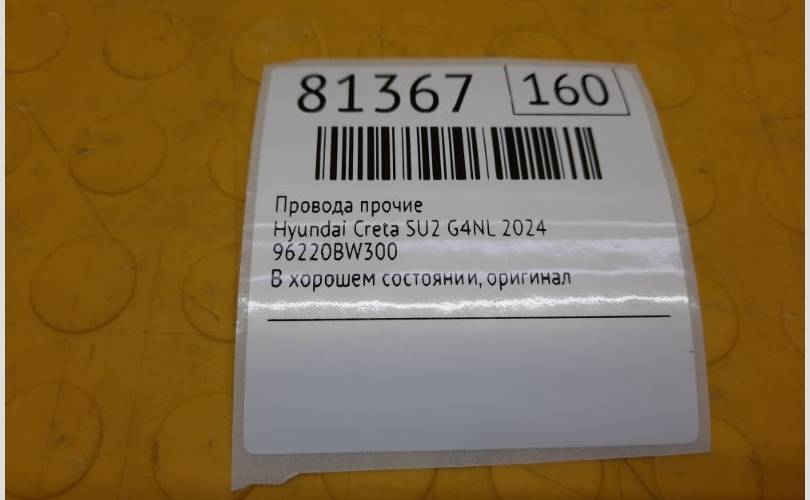 81367 160
Провода прочие
Hyundai Creta SU2 G4NL 2024
96220BW300
В хорошем состоянии, оригинал